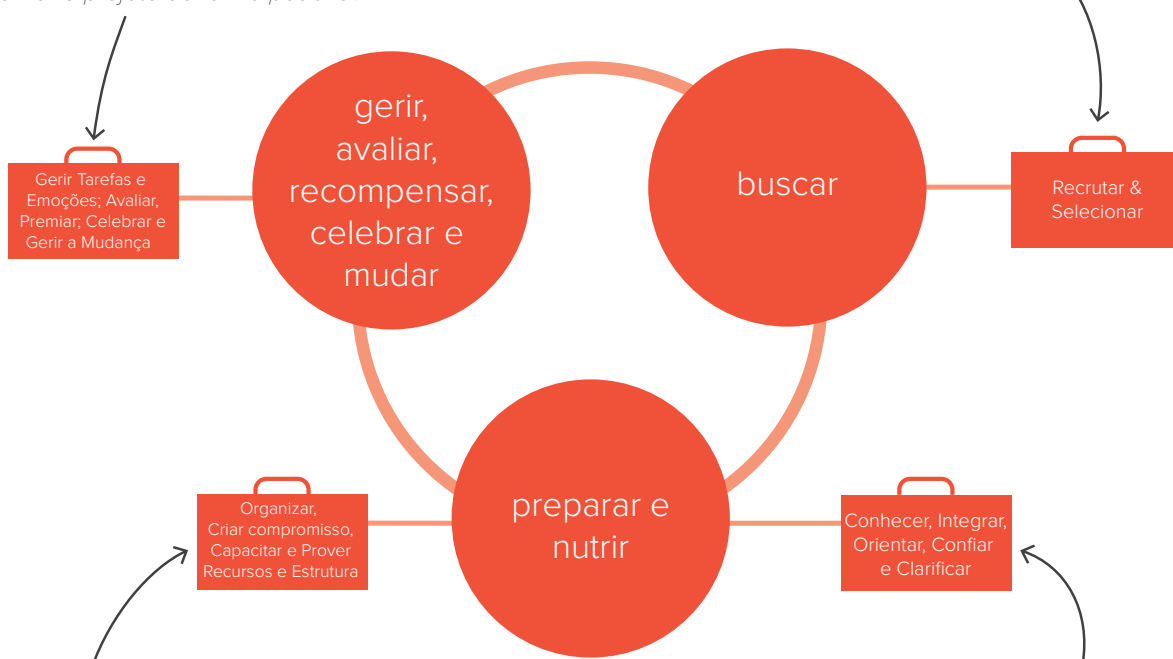 gerir,
avaliar,
recompensar,
celebrar e
mudar
buscar
Gerir Tarefas e
Emoções; Avaliar,
Premiar; Celebrar e
Gerir a Mudança
Recrutar &
Selecionar
preparar e
nutrir
Organizar,
Criar compromisso,
Capacitar e Prover
Recursos e Estrutura
Conhecer, Integrar,
Orientar, Confiar
e Clarificar